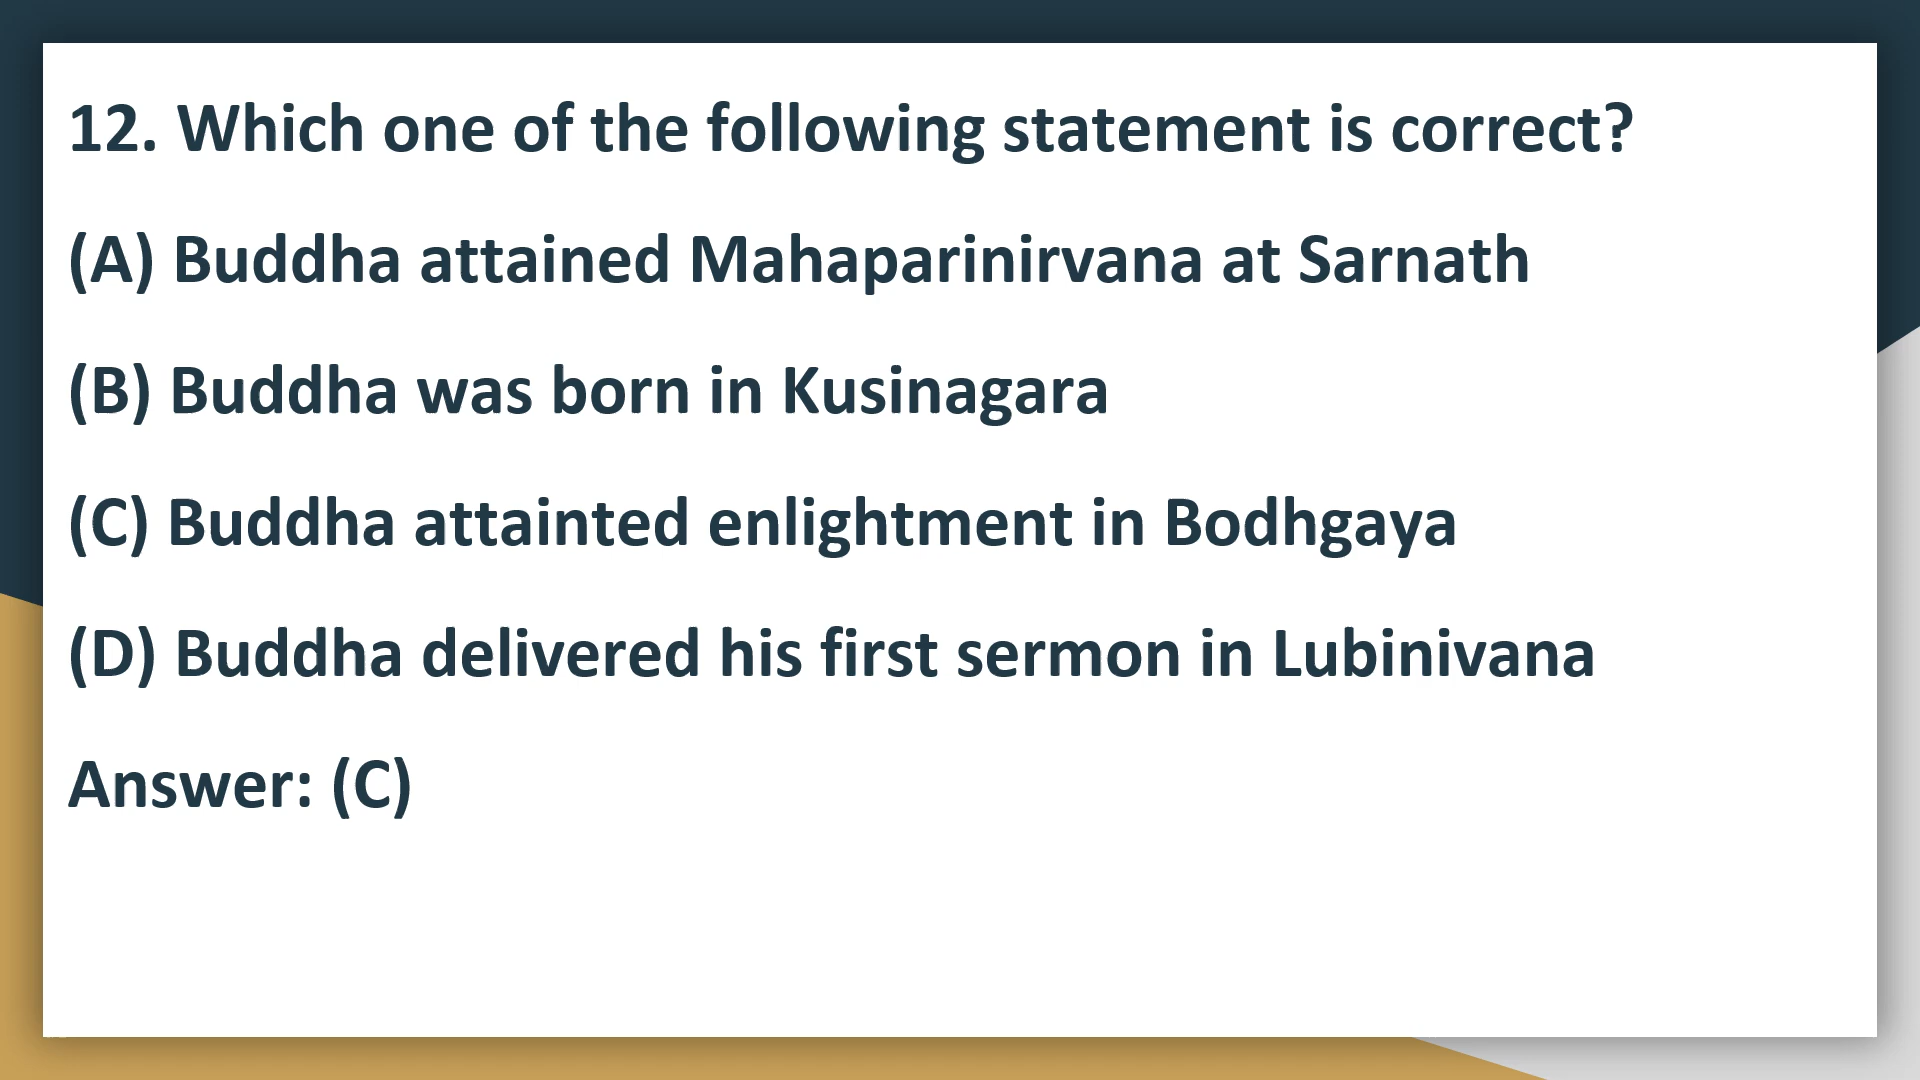 12. Which one of the following statement is correct?
(A) Buddha attained Mahaparinirvana at Sarnath
(B) Buddha was born in Kusinagara
(C) Buddha attainted enlightment in Bodhgaya
(D) Buddha delivered his first sermon in Lubinivana
Answer: (C)